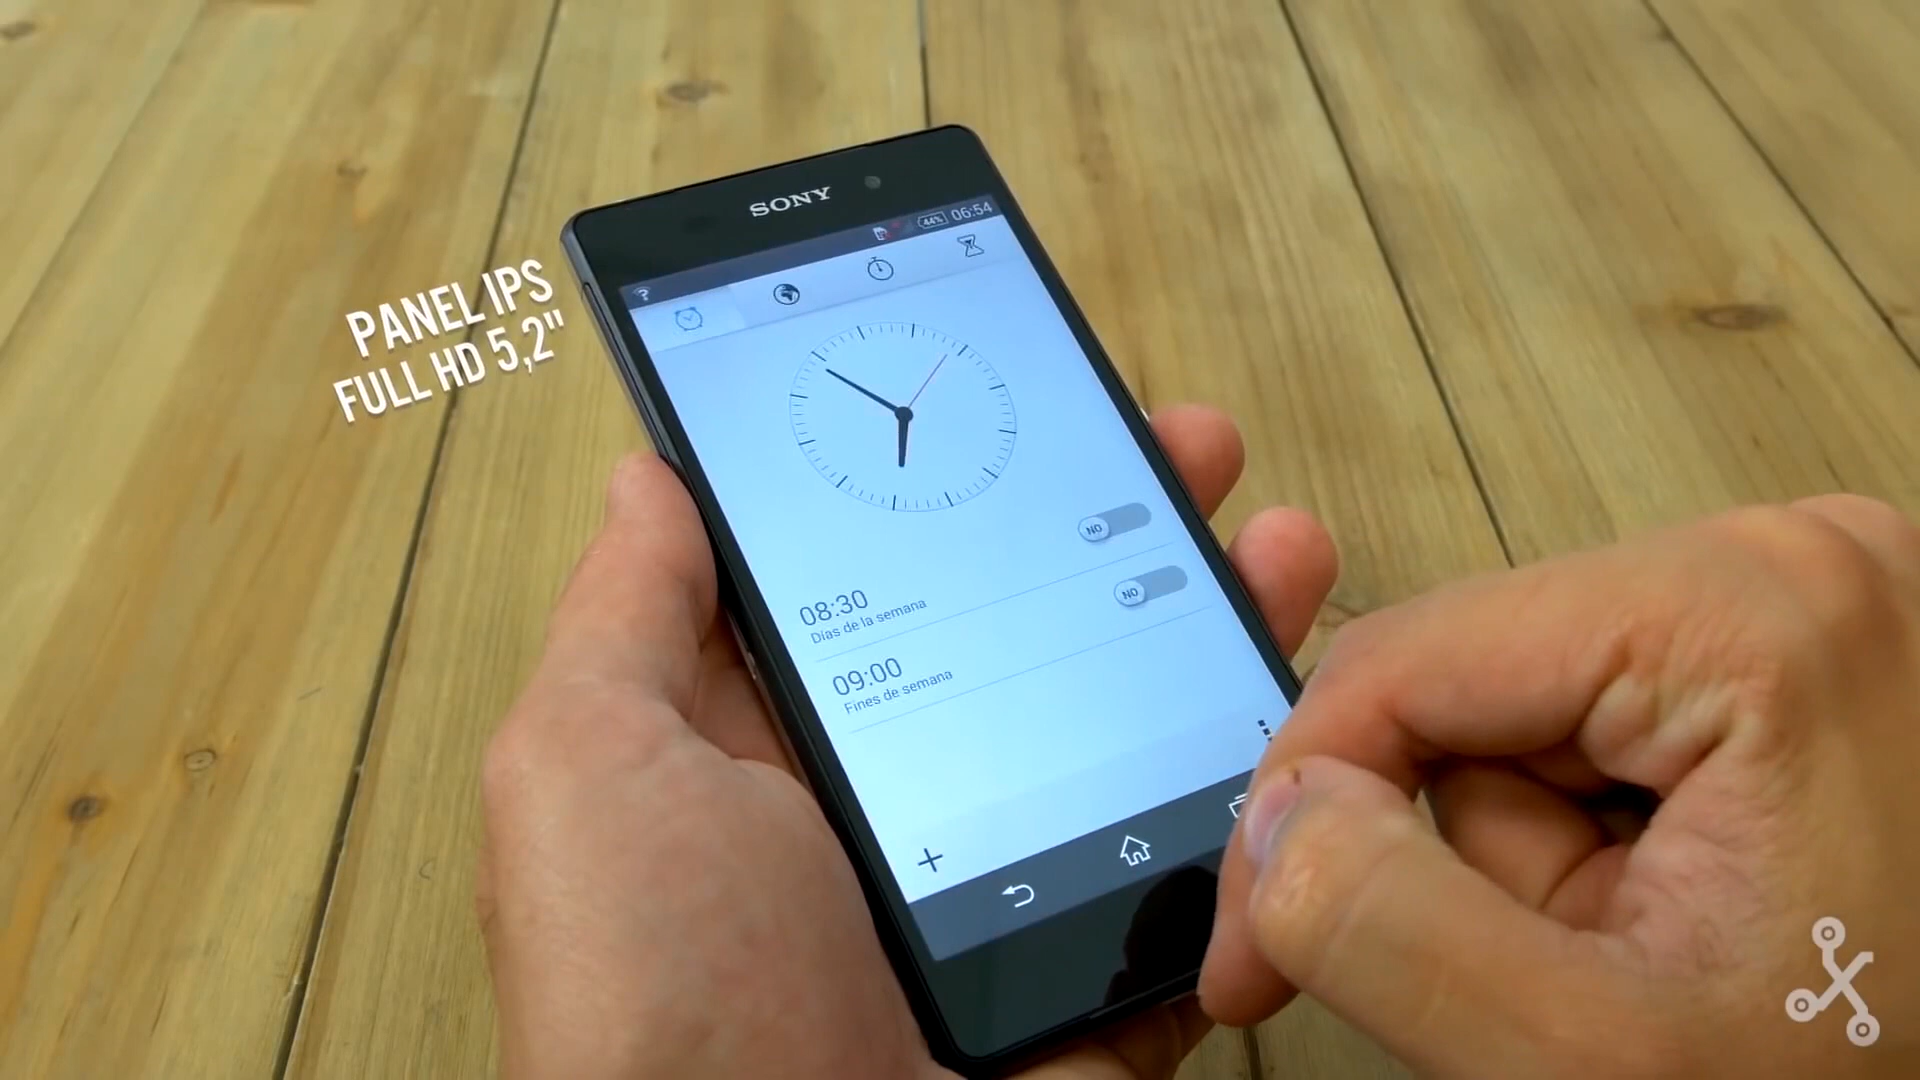 PANEL IPS
FULL HD 5,2"
SONY
44% 06:54
NO
08:30
Días de la semana
NO
09:00
Fines de semana